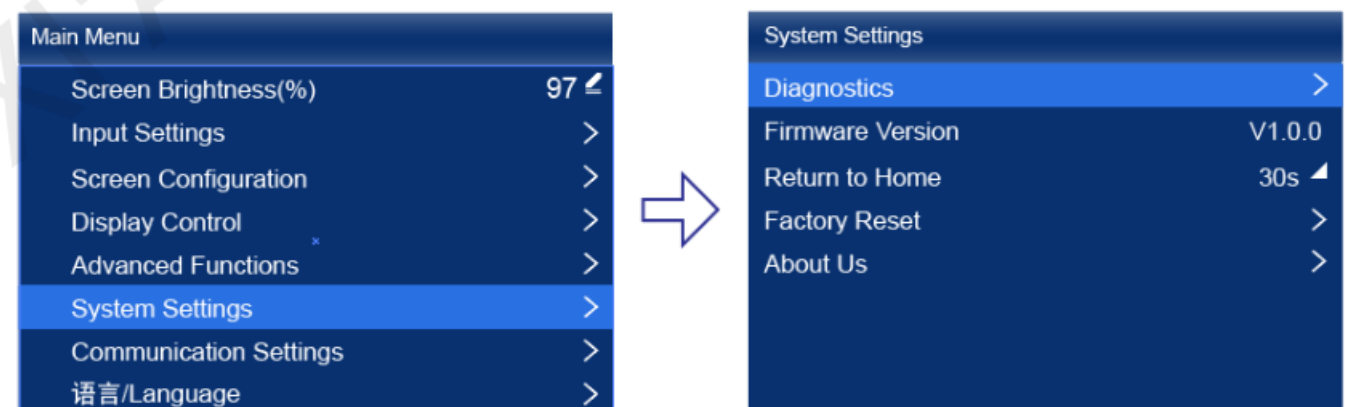 Main Menu
Screen Brightness(%) 97
Input Settings
Screen Configuration
Display Control
Advanced Functions
System Settings
Communication Settings
语言/Language
System Settings
Diagnostics
Firmware Version V1.0.0
Return to Home 30s
Factory Reset
About Us